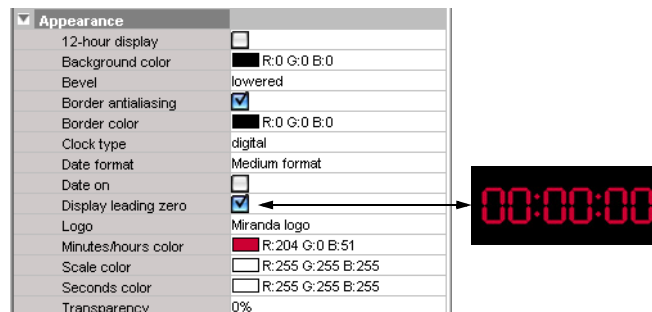 Appearance
12-hour display
Background color R:0 G:0 B:0
Bevel lowered
Border antialiasing
Border color R:0 G:0 B:0
Clock type digital
Date format Medium format
Date on
Display leading zero
00:00:00
Logo Miranda logo
Minutes/hours color R:204 G:0 B:51
Scale color R:255 G:255 B:255
Seconds color R:255 G:255 B:255
Transparency 0%